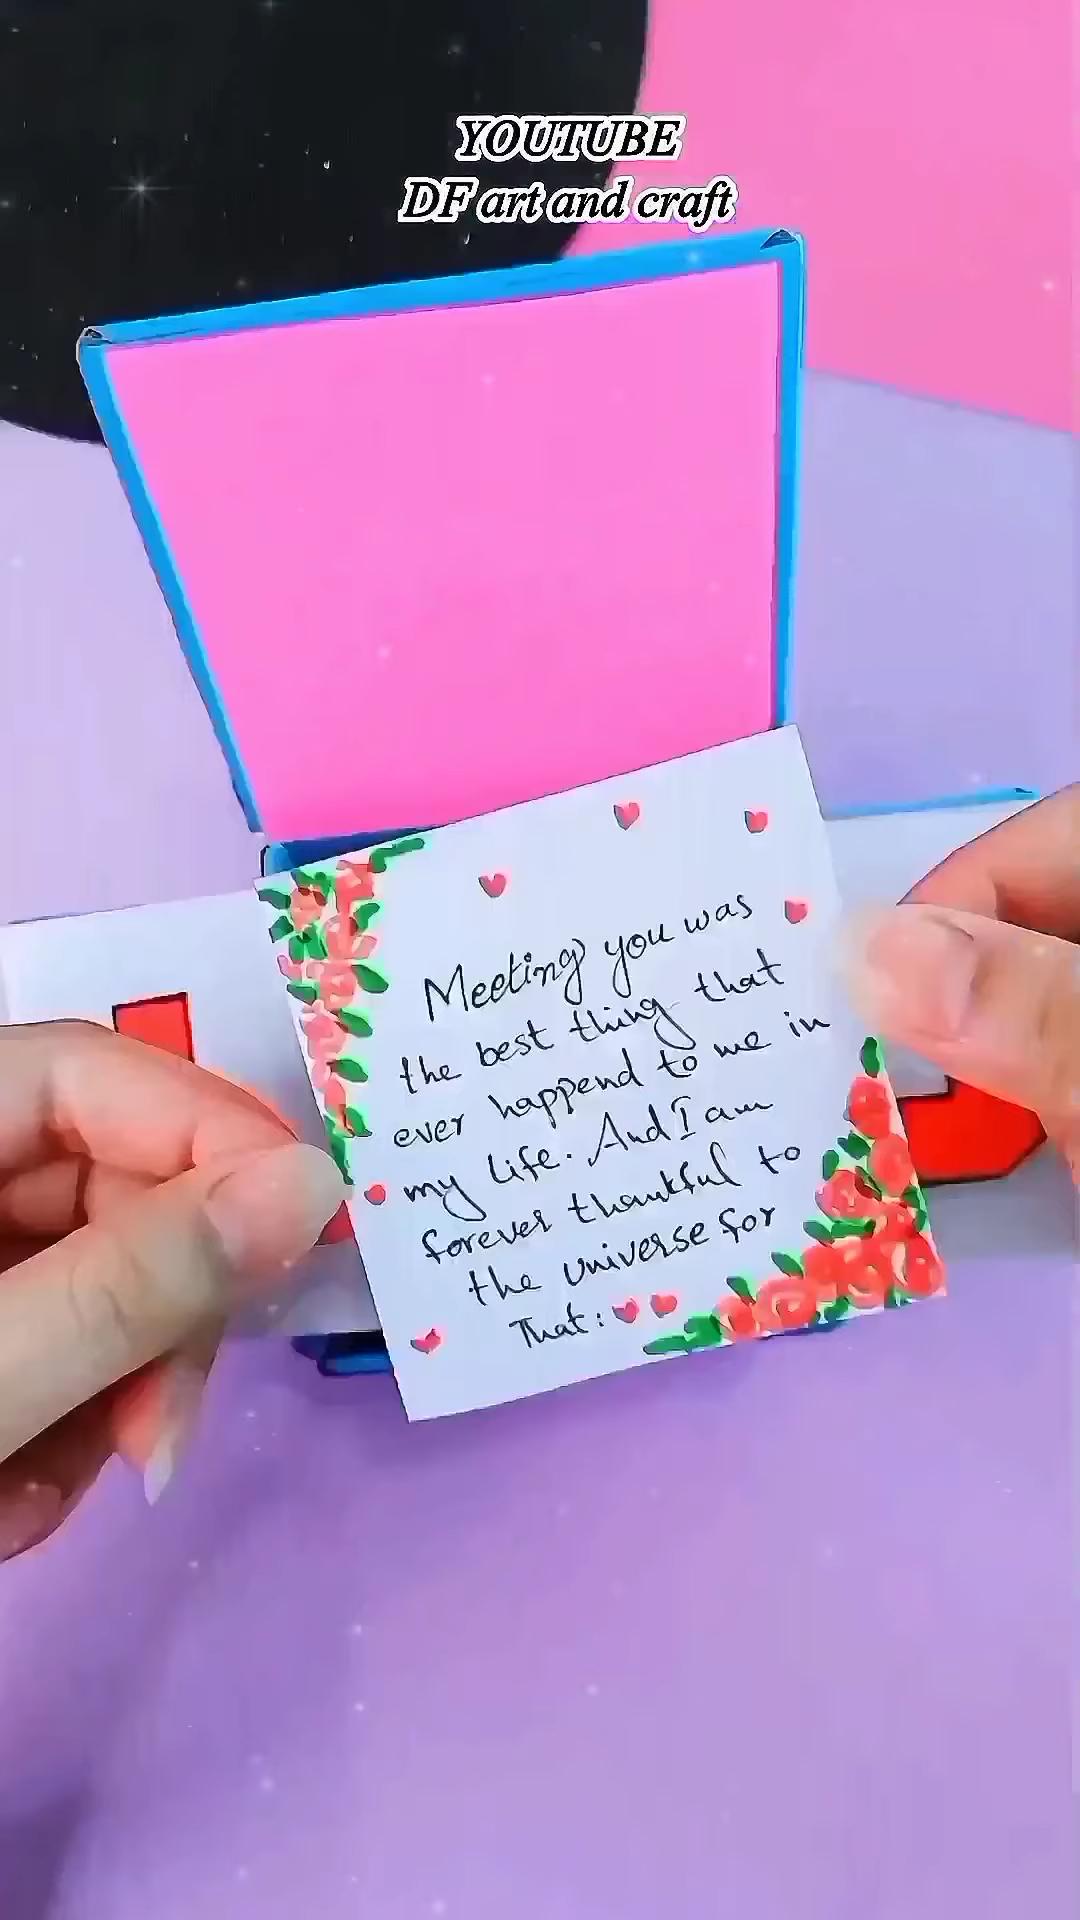 YOUTUBE
DF art and craft
Meeting you was
the best thing that
ever happend to me in
my life. And I am
forever thankful to
the universe for
That: